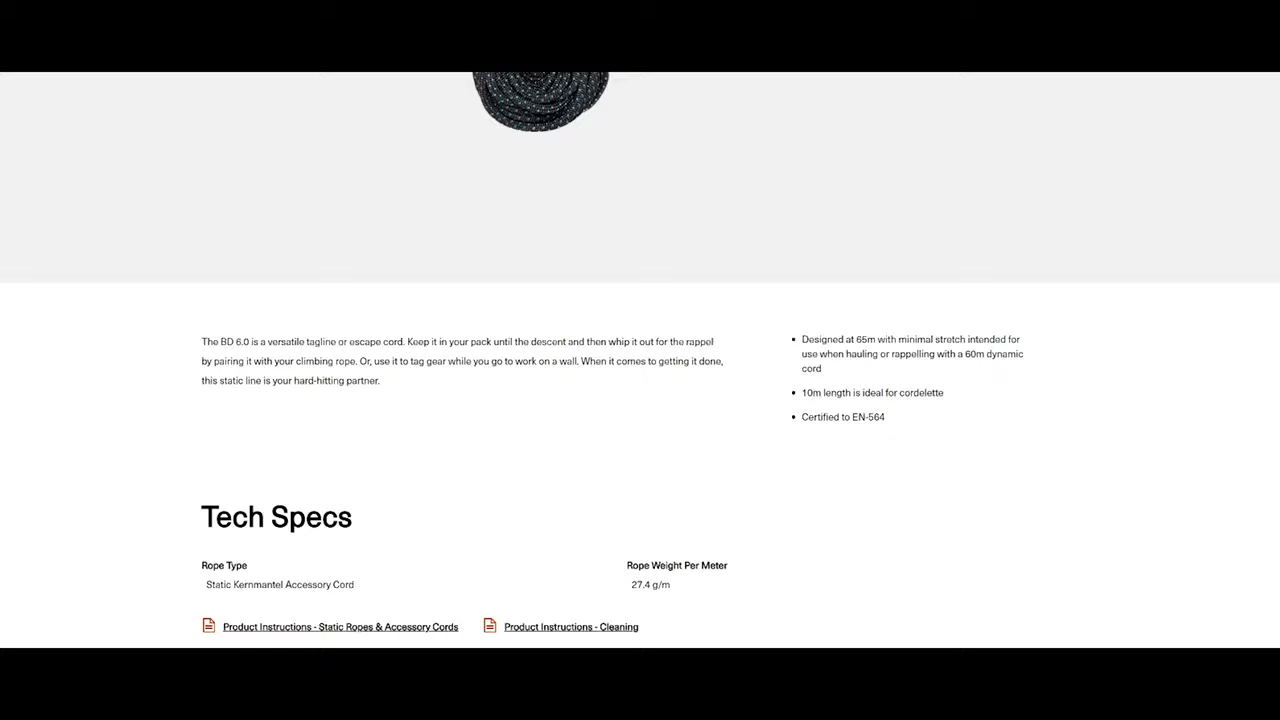 The BD 6.0 is a versatile tagline or escape cord. Keep it in your pack until the descent and then whip it out for the rappel
by pairing it with your climbing rope. Or, use it to tag gear while you go to work on a wall. When it comes to getting it done,
this static line is your hard-hitting partner.
• Designed at 65m with minimal stretch intended for
use when hauling or rappelling with a 60m dynamic
cord
• 10m length is ideal for cordelette
• Certified to EN-564
Tech Specs
Rope Type
Static Kernmantel Accessory Cord
Rope Weight Per Meter
27.4 g/m
Product Instructions - Static Ropes & Accessory Cords
Product Instructions - Cleaning